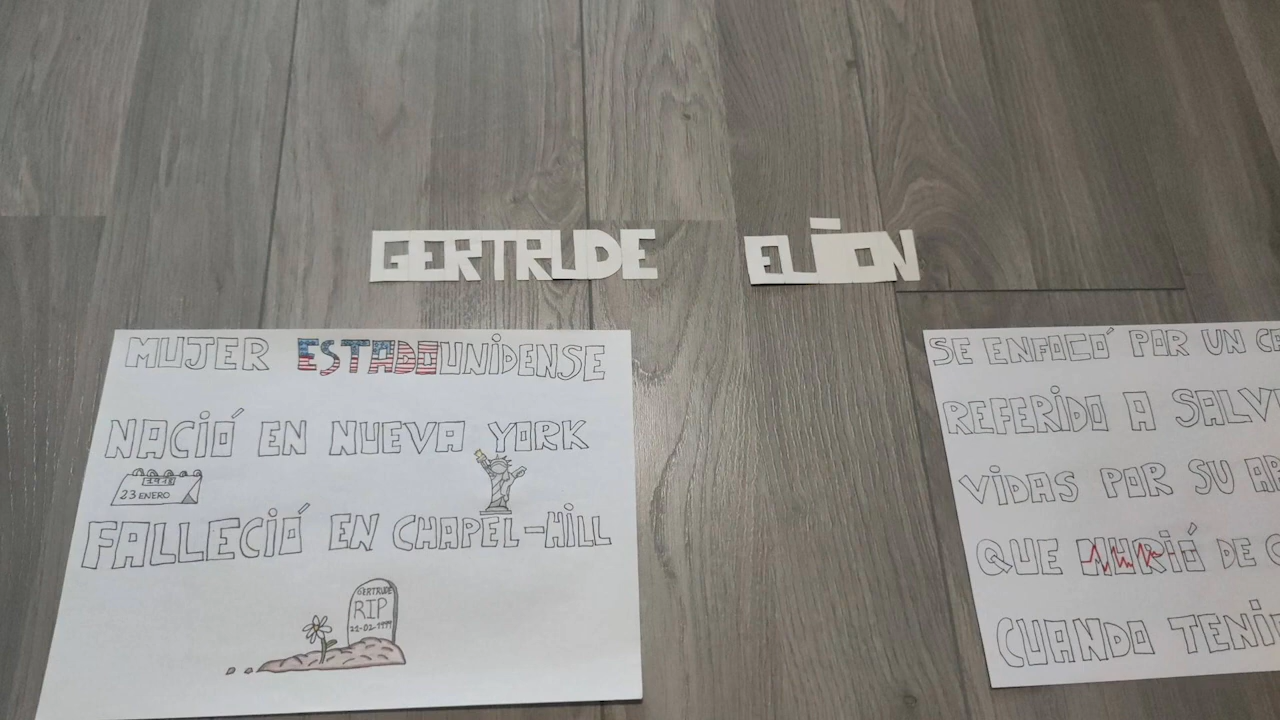 GERTRUDE ELION
MUJER ESTADOUNIDENSE
NACIÓ EN NUEVA YORK
23 ENERO
FALLECIÓ EN CHAPEL-HILL
GERTRUDE
RIP
21-02-1999
SE ENFOCÓ POR UN
REFERIDO A
VIDAS POR SU
QUE MURIÓ DE
CUANDO